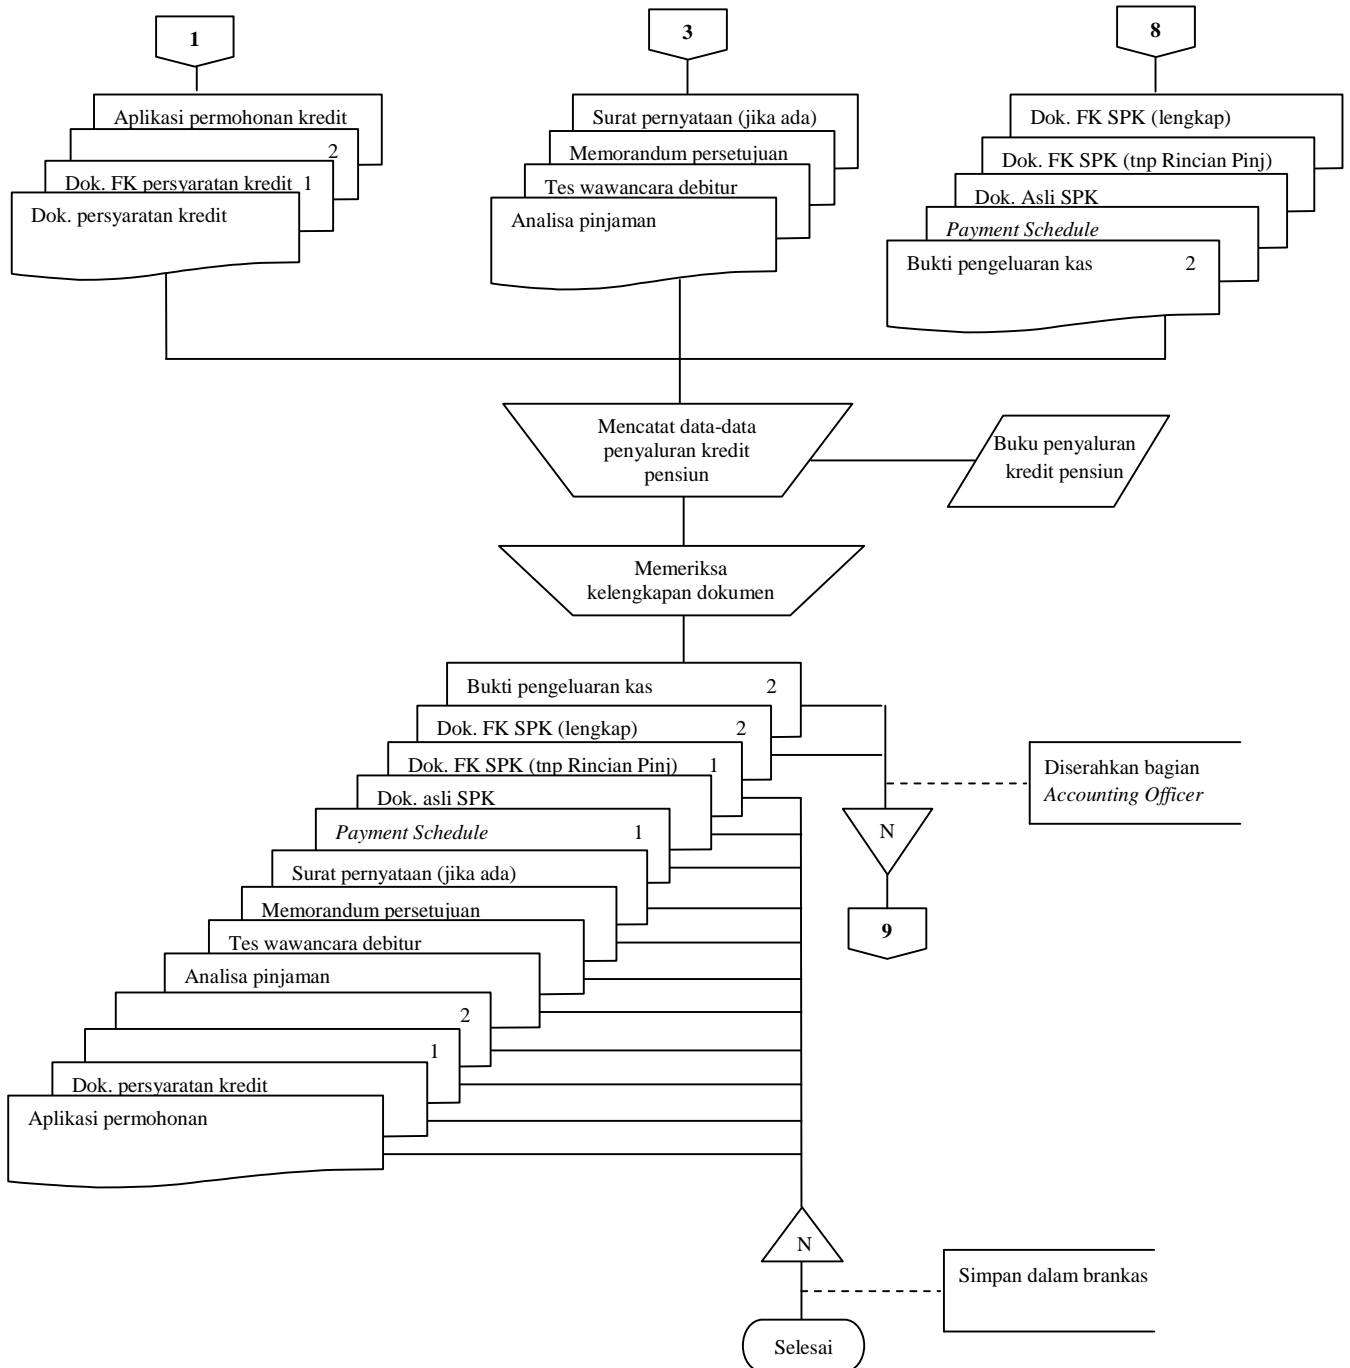 1
3
8
Aplikasi permohonan kredit
2
Dok. FK persyaratan kredit 1
Dok. persyaratan kredit
Surat pernyataan (jika ada)
Memorandum persetujuan
Tes wawancara debitur
Analisa pinjaman
Dok. FK SPK (lengkap)
Dok. FK SPK (tnp Rincian Pinj)
Dok. Asli SPK
Payment Schedule
Bukti pengeluaran kas 2
Mencatat data-data
penyaluran kredit
pensiun
Buku penyaluran
kredit pensiun
Memeriksa
kelengkapan dokumen
Bukti pengeluaran kas 2
Dok. FK SPK (lengkap) 2
Dok. FK SPK (tnp Rincian Pinj) 1
Dok. asli SPK
Payment Schedule 1
Surat pernyataan (jika ada)
Memorandum persetujuan
Tes wawancara debitur
Analisa pinjaman
2
1
Dok. persyaratan kredit
Aplikasi permohonan
Diserahkan bagian
Accounting Officer
N
9
N
Simpan dalam brankas
Selesai